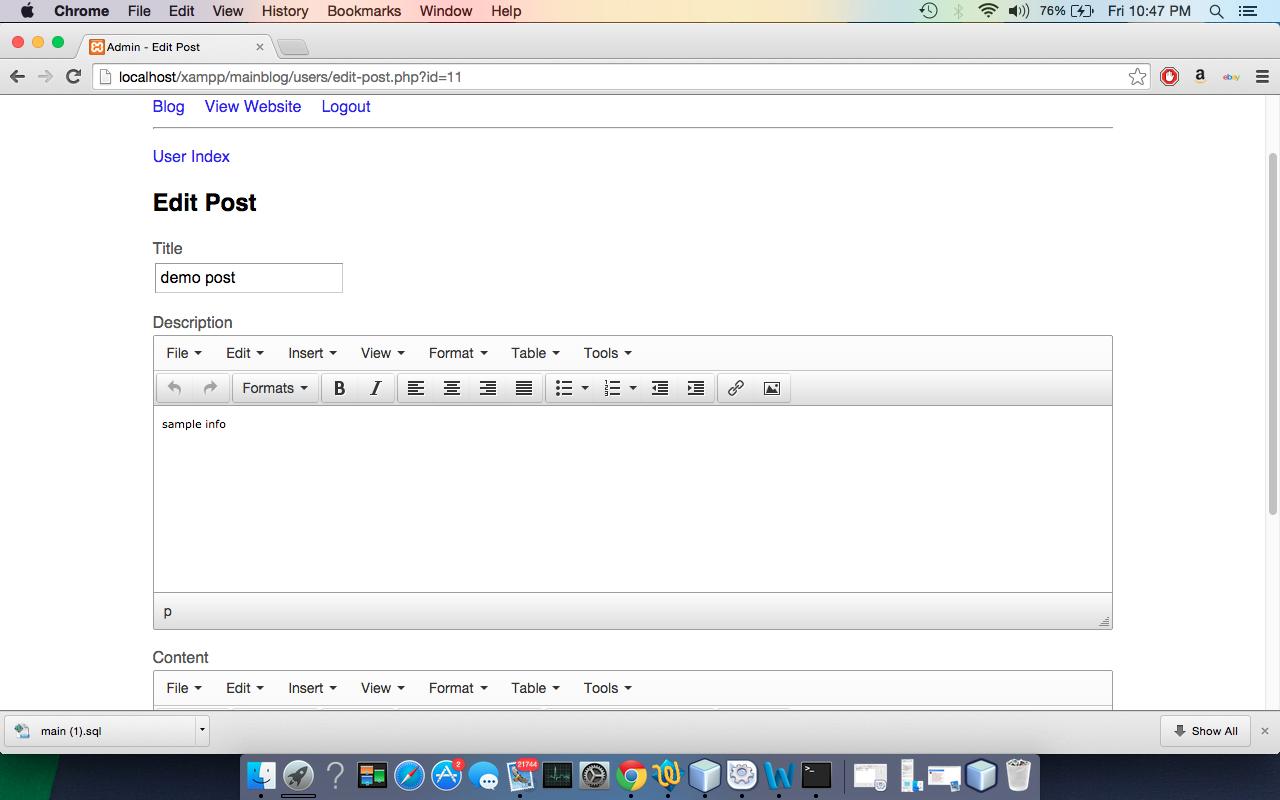 Chrome File Edit View History Bookmarks Window Help 76% Fri 10:47 PM
Admin - Edit Post
localhost/xampp/mainblog/users/edit-post.php?id=11
a ebay
Blog View Website Logout
User Index
Edit Post
Title
demo post
Description
File Edit Insert View Format Table Tools
Formats B I
sample info
p
Content
File Edit Insert View Format Table Tools
main (1).sql Show All
2 21744